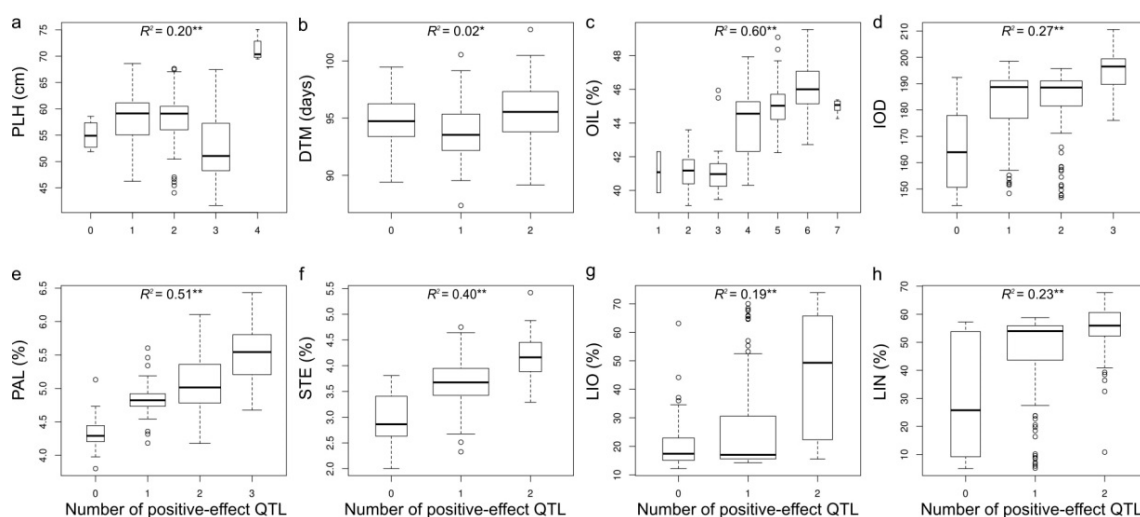 a
R² = 0.20**
PLH (cm)
75
70
65
60
55
50
45
0 1 2 3 4
b
R² = 0.02*
DTM (days)
100
95
90
0 1 2
c
R² = 0.60**
OIL (%)
48
46
44
42
40
1 2 3 4 5 6 7
d
R² = 0.27**
IOD
210
200
190
180
170
160
150
0 1 2 3
e
R² = 0.51**
PAL (%)
6.5
6.0
5.5
5.0
4.5
4.0
0 1 2 3
Number of positive-effect QTL
f
R² = 0.40**
STE (%)
5.5
5.0
4.5
4.0
3.5
3.0
2.5
2.0
0 1 2
Number of positive-effect QTL
g
R² = 0.19**
LIO (%)
70
60
50
40
30
20
10
0 1 2
Number of positive-effect QTL
h
R² = 0.23**
LIN (%)
70
60
50
40
30
20
10
0 1 2
Number of positive-effect QTL